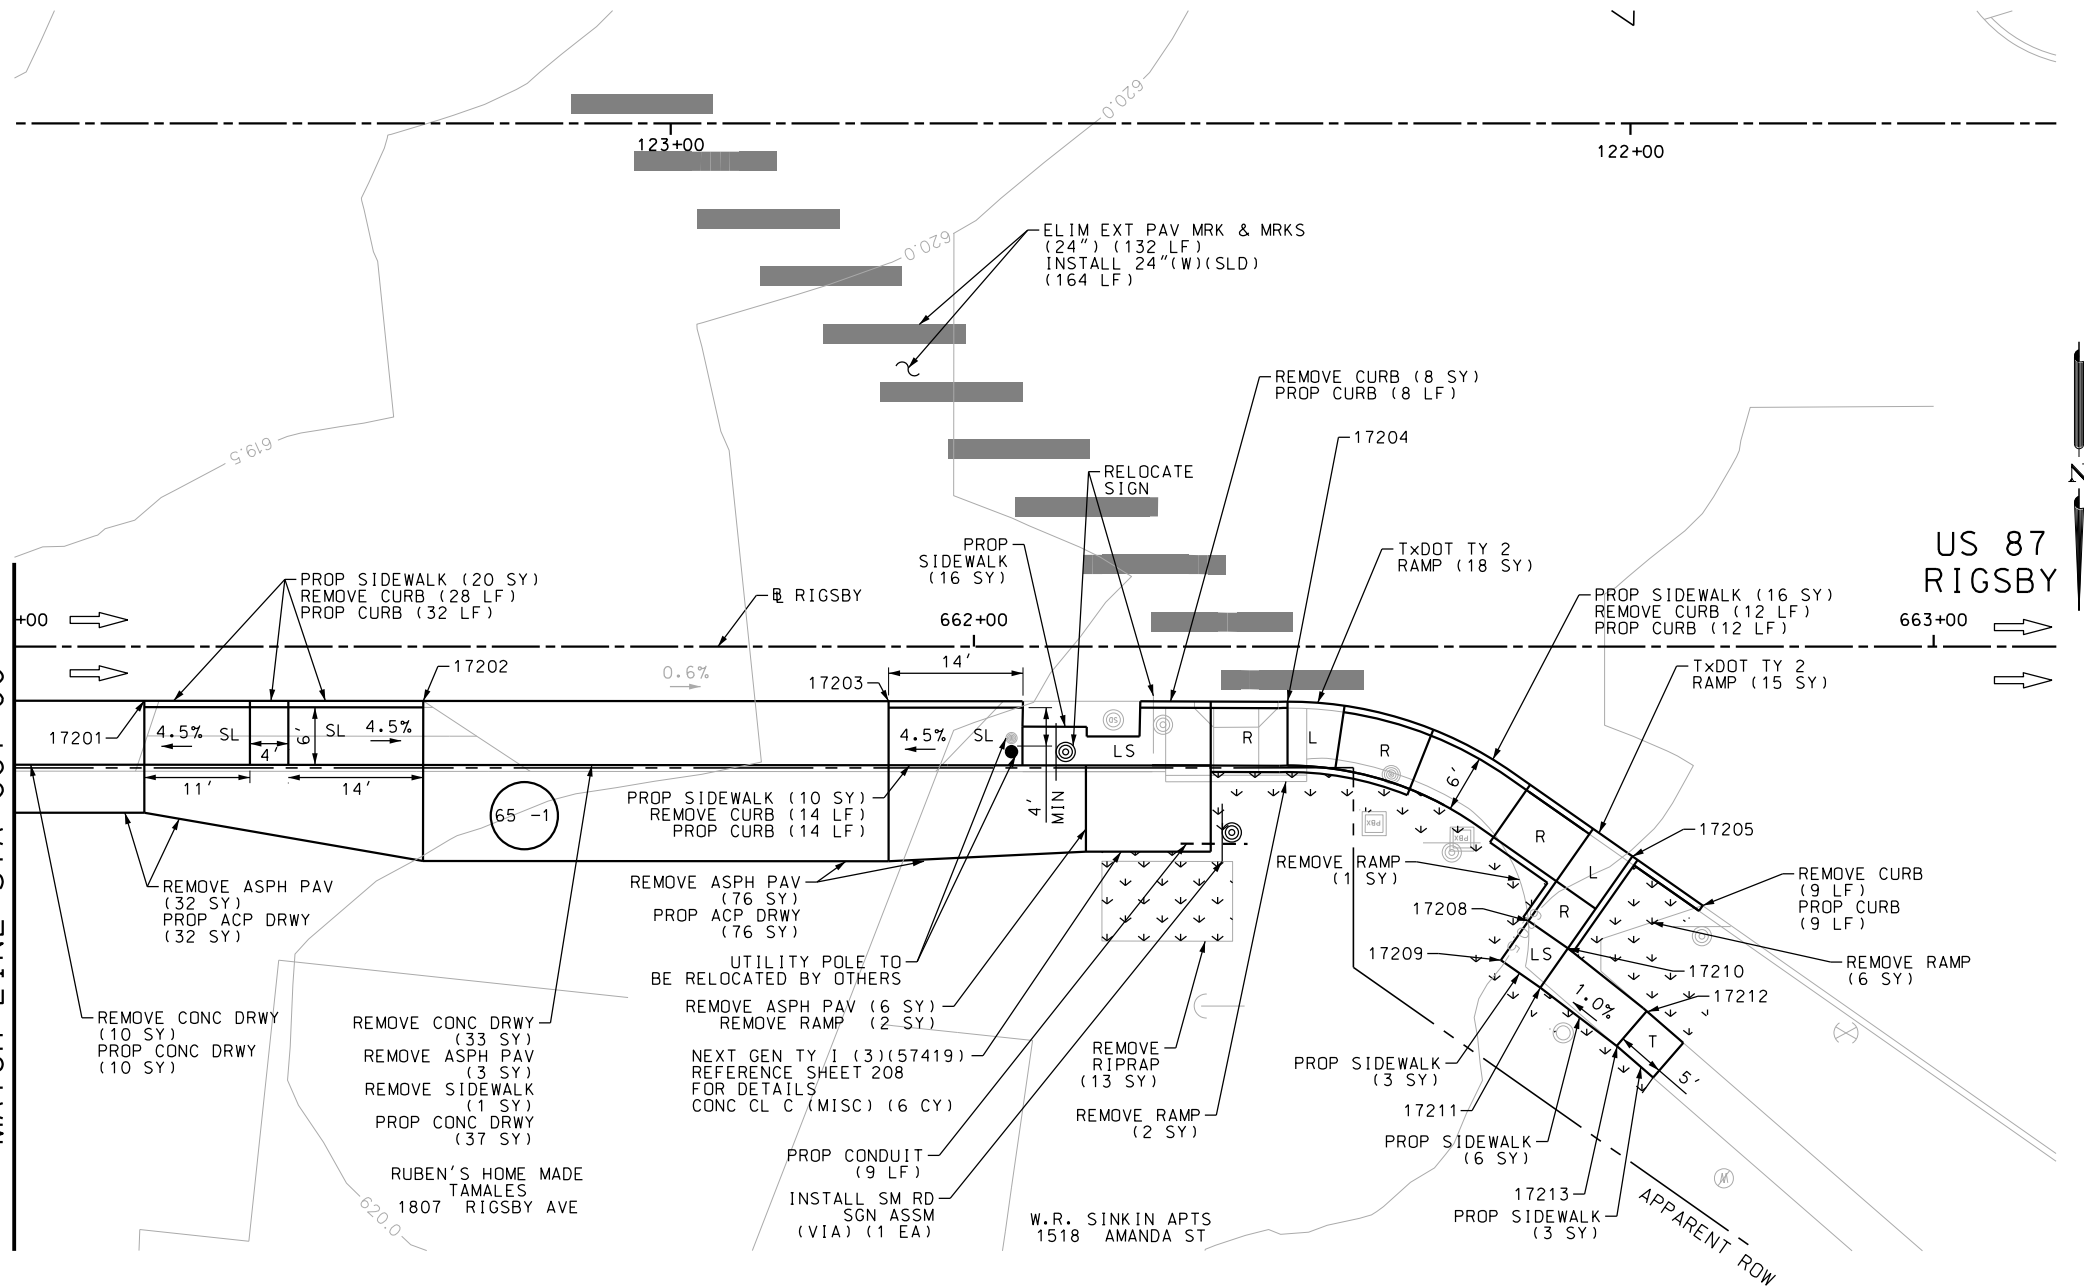 620.0
123+00
122+00
620.0
ELIM EXT PAV MRK & MRKS
(24") (132 LF)
INSTALL 24"(W)(SLD)
(164 LF)
REMOVE CURB (8 SY)
PROP CURB (8 LF)
17204
619.5
RELOCATE
SIGN
N
US 87
RIGSBY
PROP
SIDEWALK
(16 SY)
TxDOT TY 2
RAMP (18 SY)
PROP SIDEWALK (20 SY)
REMOVE CURB (28 LF)
PROP CURB (32 LF)
RIGSBY
PROP SIDEWALK (16 SY)
REMOVE CURB (12 LF)
PROP CURB (12 LF)
+00
662+00
663+00
17202
0.6%
14'
17203
TxDOT TY 2
RAMP (15 SY)
17201
4.5%
SL
4'
6'
SL
4.5%
4.5%
SL
SD
LS
R
L
R
6'
11'
14'
65 -1
PROP SIDEWALK (10 SY)
REMOVE CURB (14 LF)
PROP CURB (14 LF)
4'
MIN
PBX
PBX
R
L
R
LS
17205
REMOVE RAMP
(1 SY)
REMOVE ASPH PAV
(32 SY)
PROP ACP DRWY
(32 SY)
REMOVE ASPH PAV
(76 SY)
PROP ACP DRWY
(76 SY)
REMOVE CURB
(9 LF)
PROP CURB
(9 LF)
17208
17209
17210
17212
REMOVE RAMP
(6 SY)
UTILITY POLE TO
BE RELOCATED BY OTHERS
REMOVE ASPH PAV (6 SY)
REMOVE RAMP (2 SY)
1.0%
T
5'
REMOVE CONC DRWY
(10 SY)
PROP CONC DRWY
(10 SY)
REMOVE CONC DRWY
(33 SY)
REMOVE ASPH PAV
(3 SY)
REMOVE SIDEWALK
(1 SY)
PROP CONC DRWY
(37 SY)
NEXT GEN TY I (3)(57419)
REFERENCE SHEET 208
FOR DETAILS
CONC CL C (MISC) (6 CY)
REMOVE
RIPRAP
(13 SY)
REMOVE RAMP
(2 SY)
PROP SIDEWALK
(3 SY)
17211
PROP SIDEWALK
(6 SY)
PROP CONDUIT
(9 LF)
INSTALL SM RD
SGN ASSM
(VIA) (1 EA)
RUBEN'S HOME MADE
TAMALES
1807 RIGSBY AVE
620.0
W.R. SINKIN APTS
1518 AMANDA ST
17213
PROP SIDEWALK
(3 SY)
W
APPARENT ROW